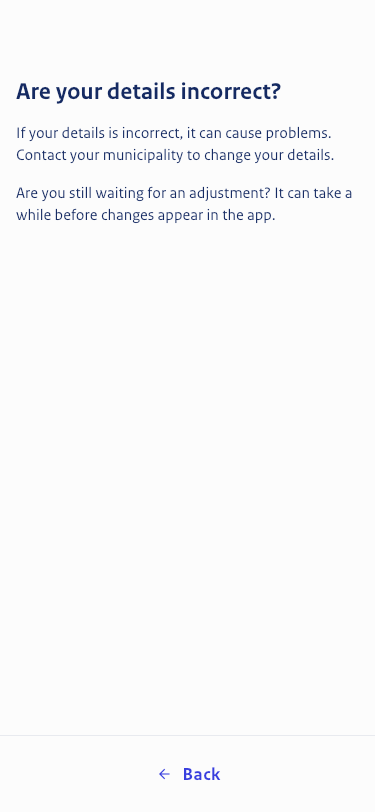 Are your details incorrect?
If your details is incorrect, it can cause problems.
Contact your municipality to change your details.
Are you still waiting for an adjustment? It can take a
while before changes appear in the app.
Back